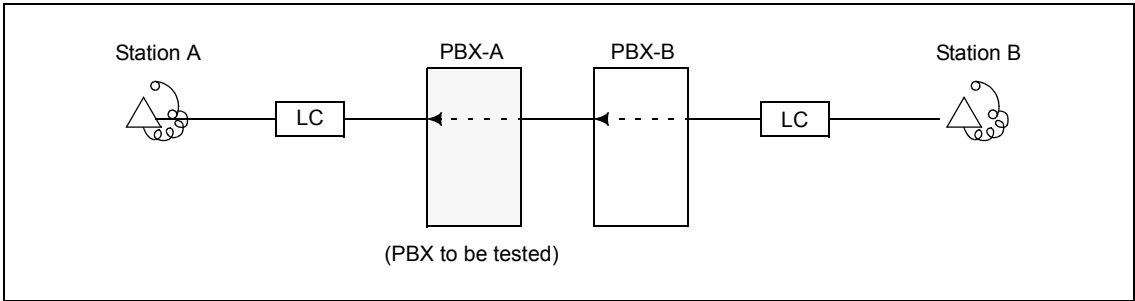 Station A
PBX-A
PBX-B
Station B
LC
LC
(PBX to be tested)